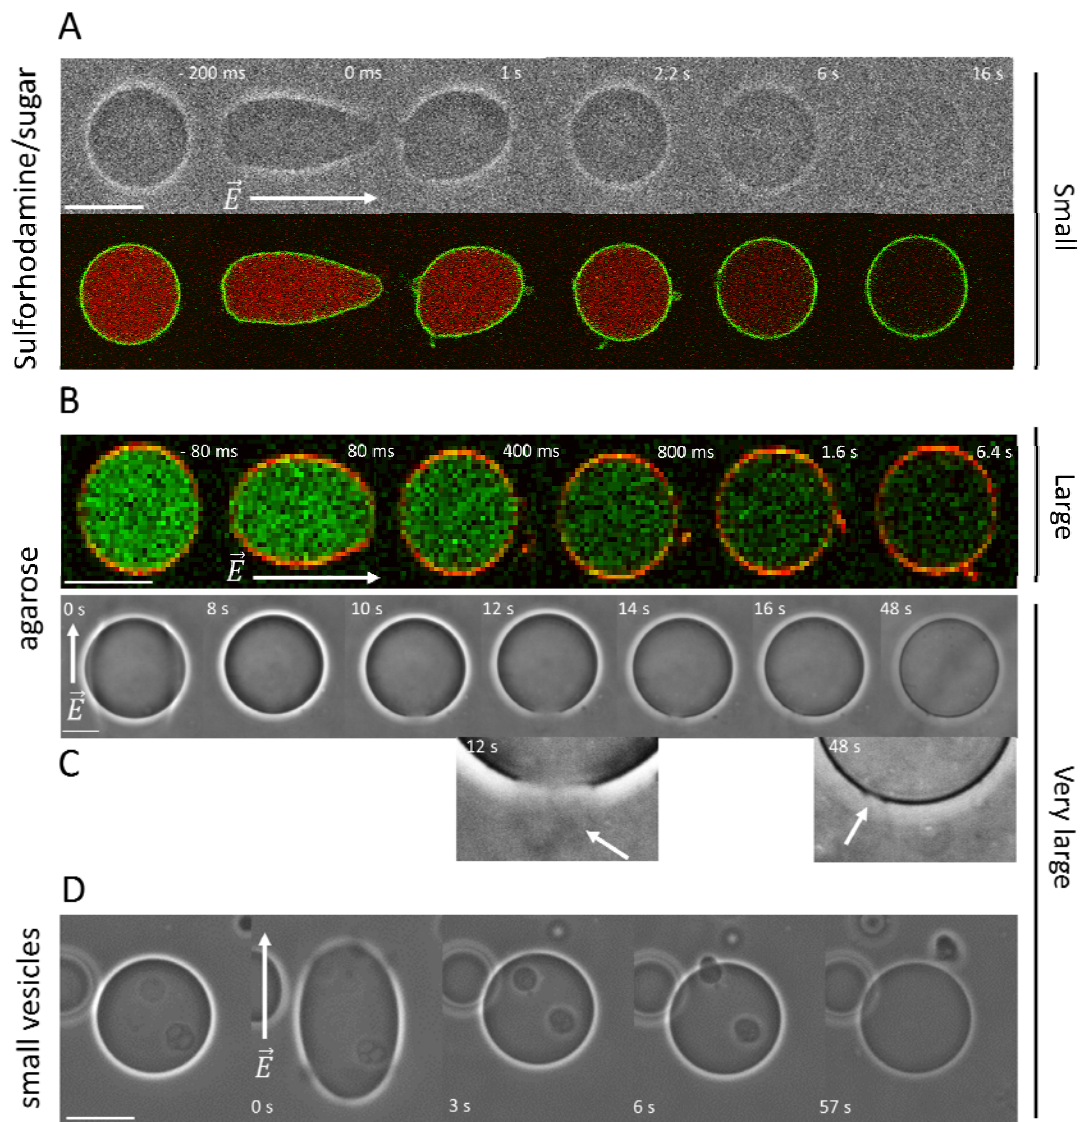 A
Sulforhodamine/sugar
- 200 ms
0 ms
1 s
2.2 s
6 s
16 s
E
Small
B
agarose
- 80 ms
80 ms
400 ms
800 ms
1.6 s
6.4 s
E
Large
0 s
8 s
10 s
12 s
14 s
16 s
48 s
E
C
12 s
48 s
Very large
D
small vesicles
E
0 s
3 s
6 s
57 s